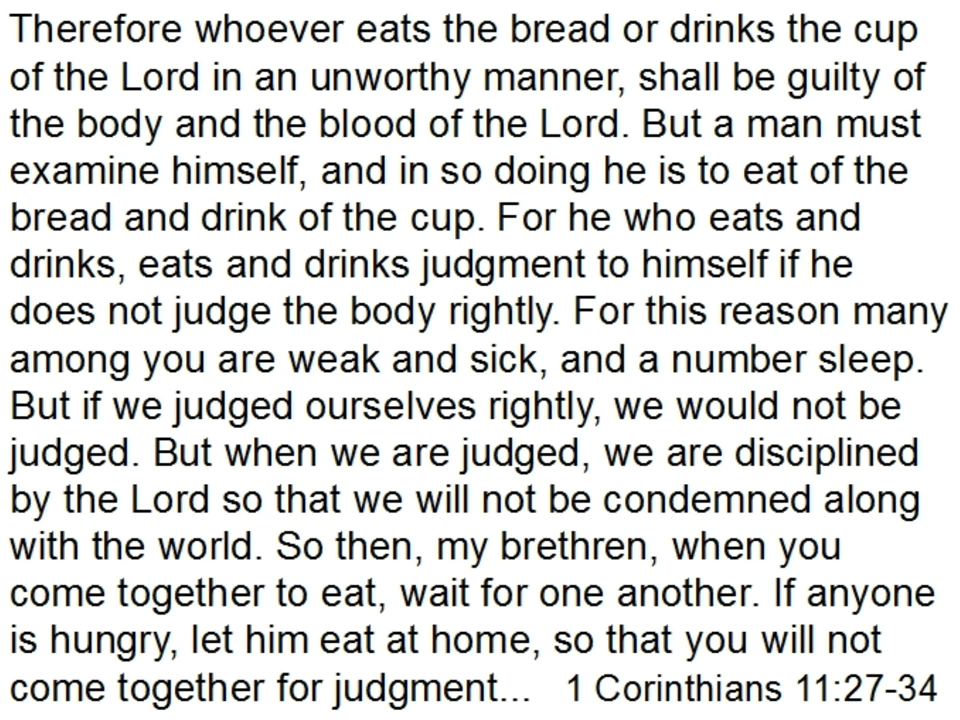 Therefore whoever eats the bread or drinks the cup
of the Lord in an unworthy manner, shall be guilty of
the body and the blood of the Lord. But a man must
examine himself, and in so doing he is to eat of the
bread and drink of the cup. For he who eats and
drinks, eats and drinks judgment to himself if he
does not judge the body rightly. For this reason many
among you are weak and sick, and a number sleep.
But if we judged ourselves rightly, we would not be
judged. But when we are judged, we are disciplined
by the Lord so that we will not be condemned along
with the world. So then, my brethren, when you
come together to eat, wait for one another. If anyone
is hungry, let him eat at home, so that you will not
come together for judgment... 1 Corinthians 11:27-34